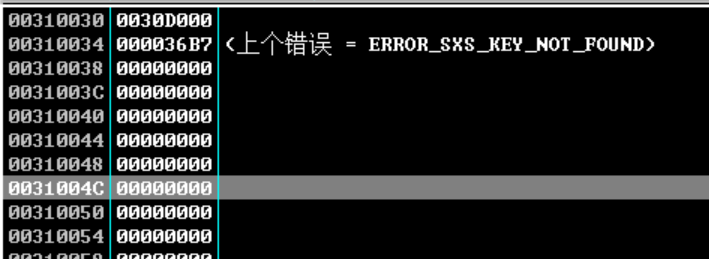 00310030 0030D000
00310034 000036B7 (上个错误 = ERROR_SXS_KEY_NOT_FOUND)
00310038 00000000
0031003C 00000000
00310040 00000000
00310044 00000000
00310048 00000000
0031004C 00000000
00310050 00000000
00310054 00000000